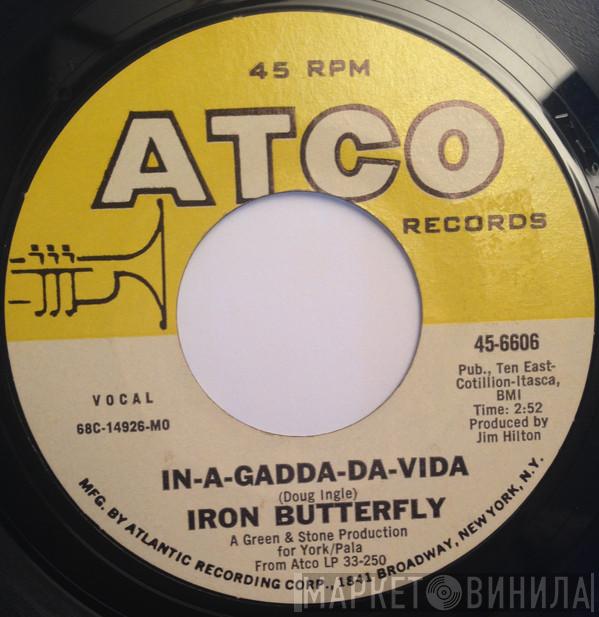 45 RPM
ATCO
RECORDS
45-6606
Pub., Ten East-
Cotillion-Itasca,
BMI
Time: 2:52
Produced by
Jim Hilton
VOCAL
68C-14926-MO
IN-A-GADDA-DA-VIDA
(Doug Ingle)
IRON BUTTERFLY
A Green & Stone Production
for York/Pala
From Atco LP 33-250
MFG. BY ATLANTIC RECORDING CORP., 1841 BROADWAY, NEW YORK, N.Y.
МАРКЕТ ВИНИЛА